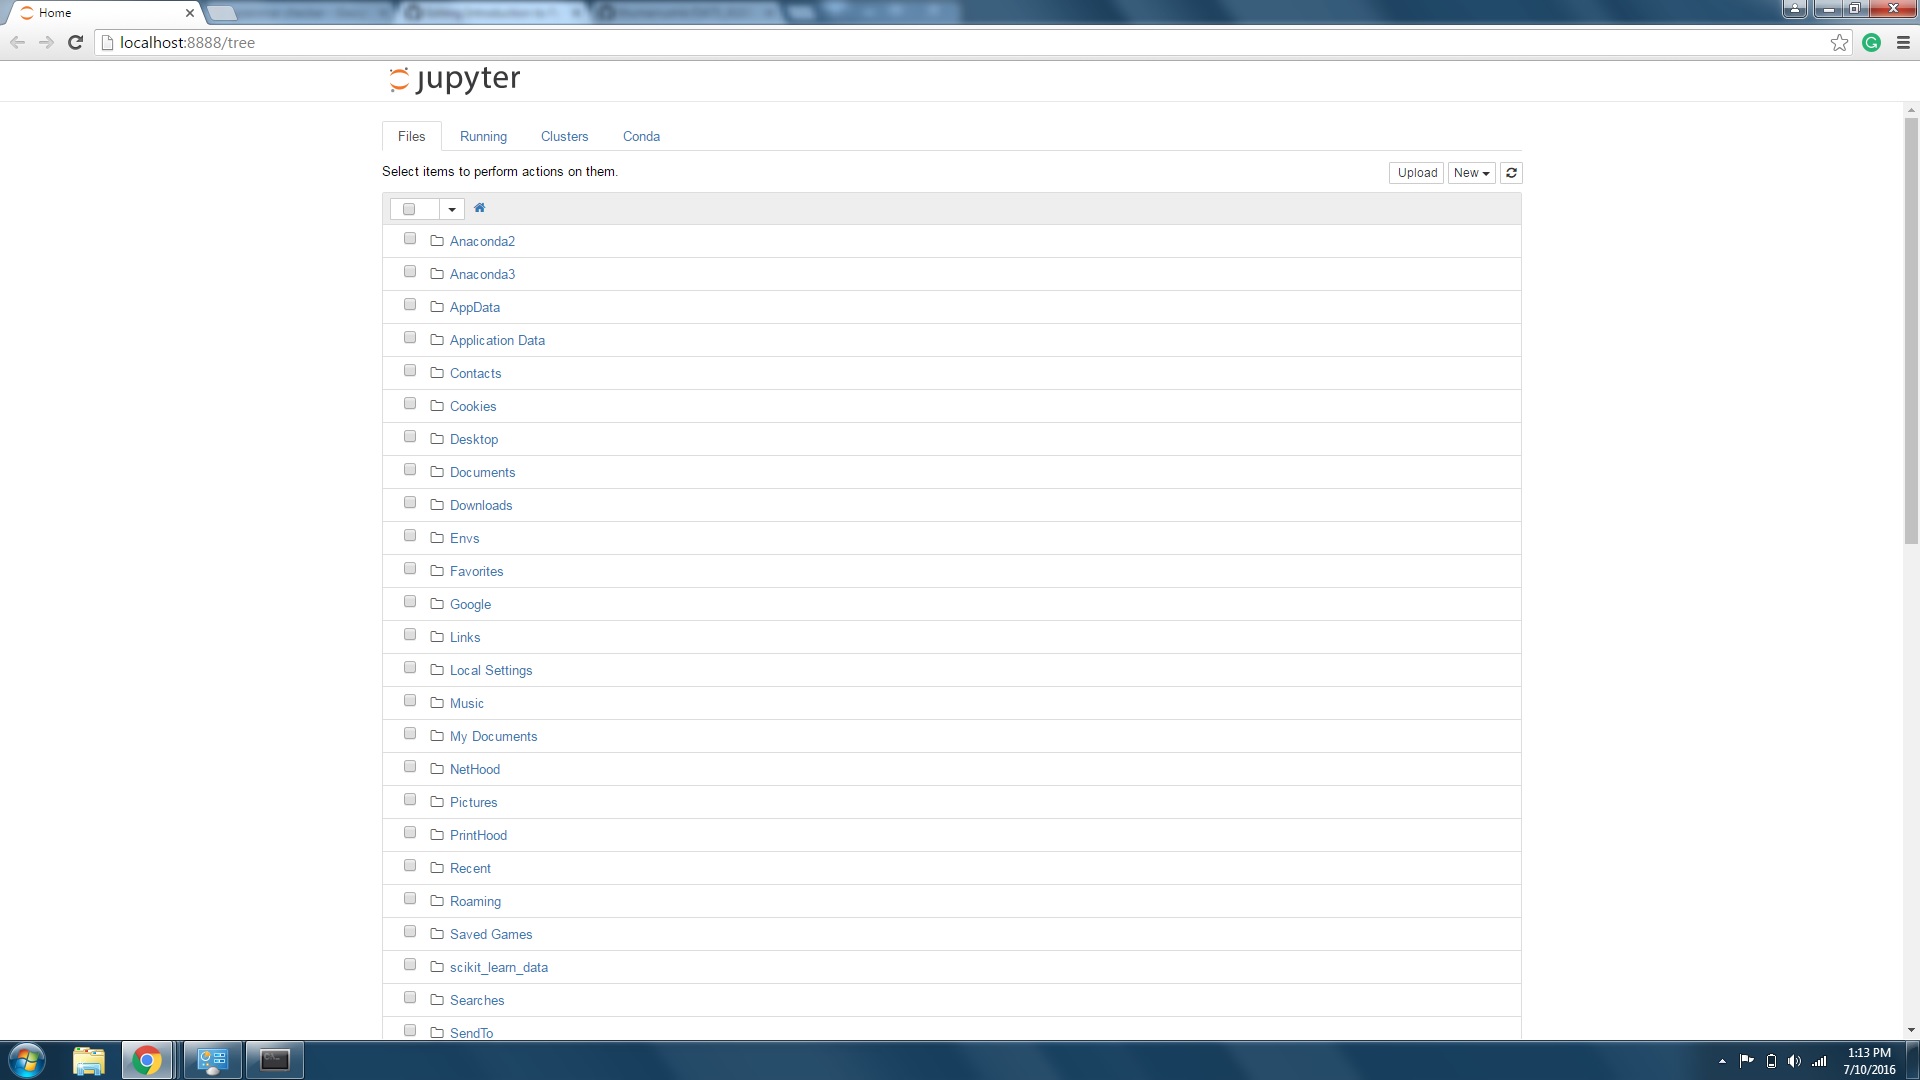 Home
localhost:8888/tree
jupyter
Files Running Clusters Conda
Select items to perform actions on them.
Upload New
Anaconda2
Anaconda3
AppData
Application Data
Contacts
Cookies
Desktop
Documents
Downloads
Envs
Favorites
Google
Links
Local Settings
Music
My Documents
NetHood
Pictures
PrintHood
Recent
Roaming
Saved Games
scikit_learn_data
Searches
SendTo
1:13 PM
7/10/2016